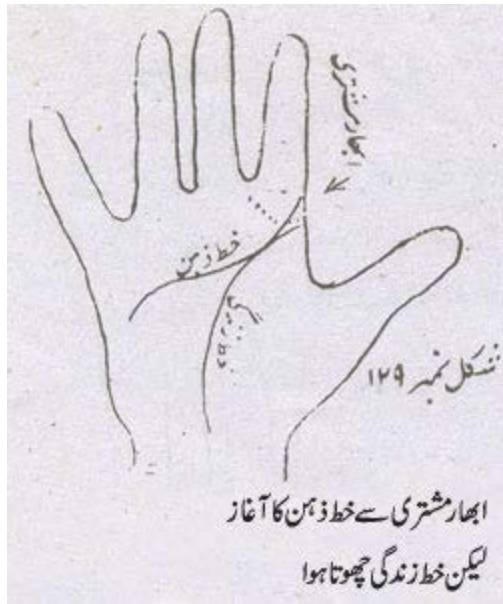 ابھار مشتری
خط ذہن
خط زندگی
شکل نمبر ۱۲۹
ابھار مشتری سے خط ذہن کا آغاز
لیکن خط زندگی چھوتا ہوا